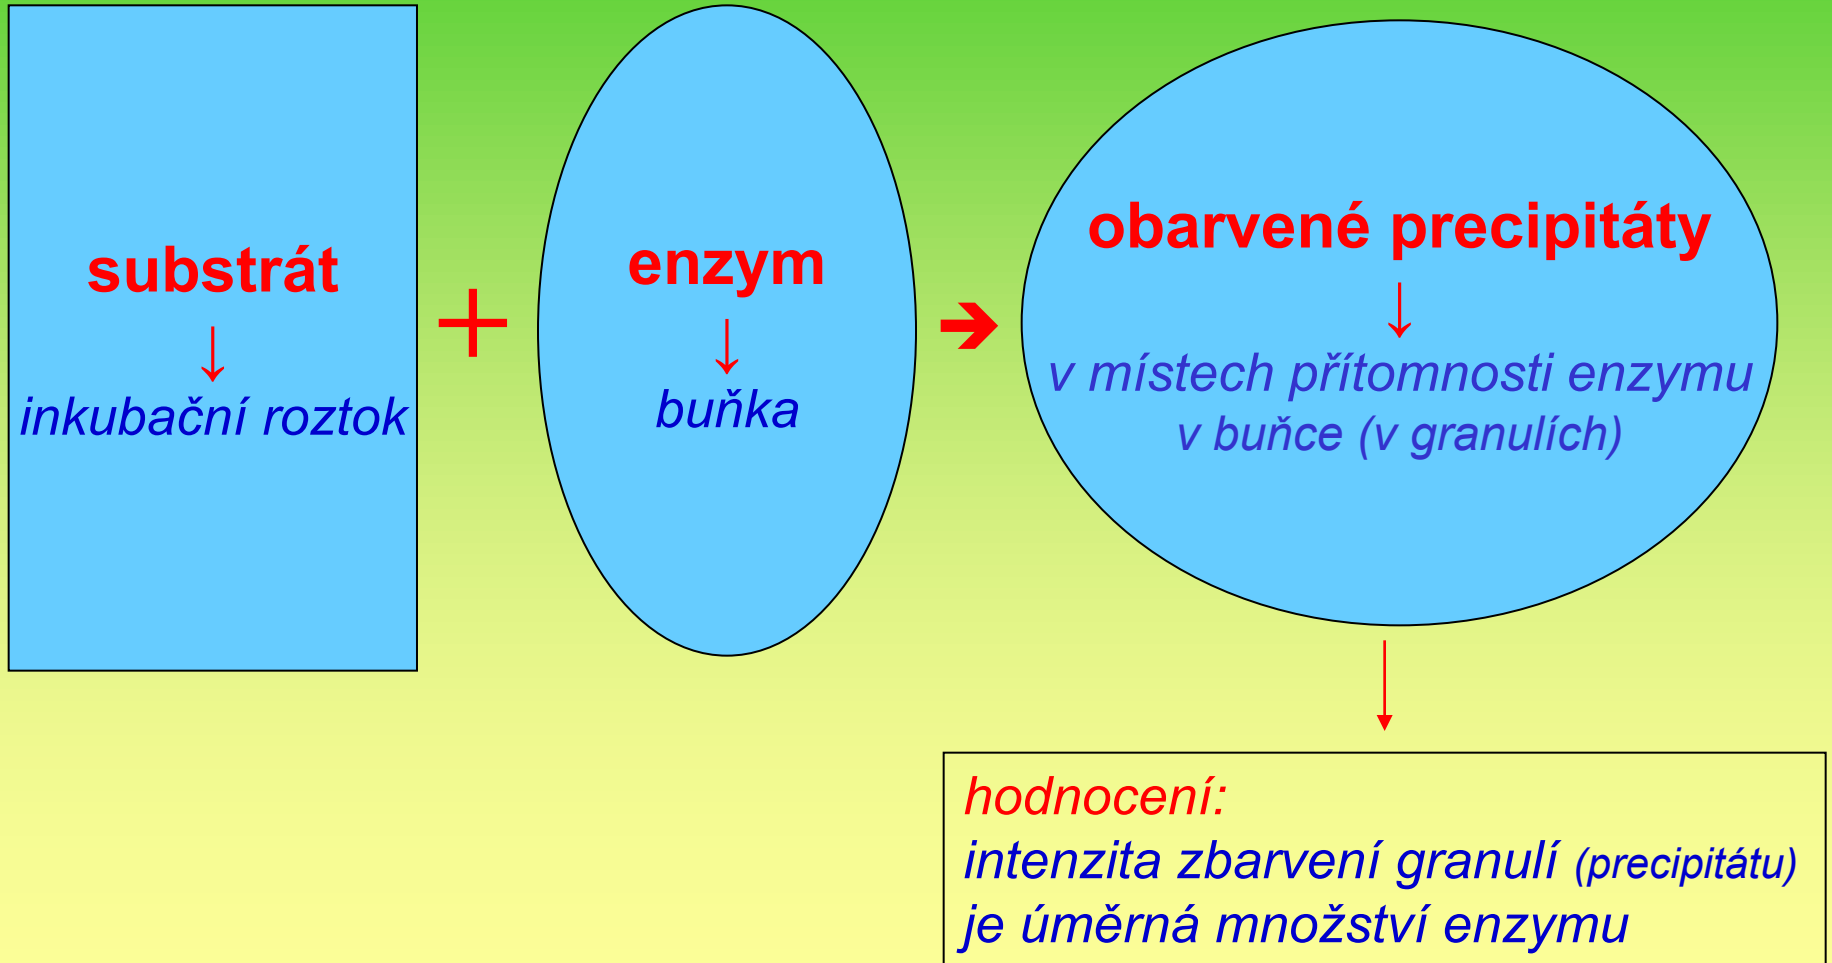 substrát
↓
inkubační roztok
+
enzym
↓
buňka
➔
obarvené precipitáty
↓
v místech přítomnosti enzymu
v buňce (v granulích)
hodnocení:
intenzita zbarvení granulí (precipitátu)
je úměrná množství enzymu